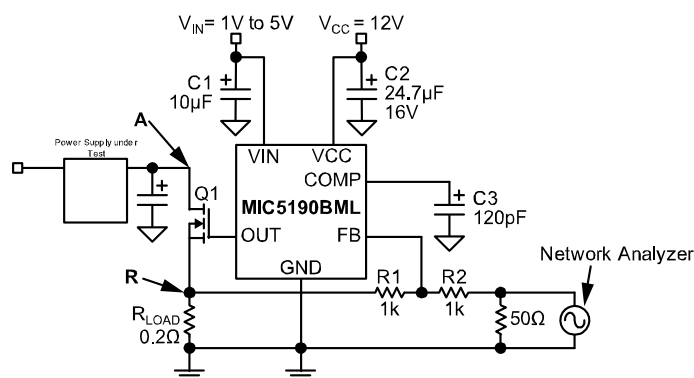 V_IN = 1V to 5V
V_CC = 12V
C1
10µF
C2
24.7µF
16V
A
Power Supply under
Test
VIN
VCC
COMP
Q1
MIC5190BML
C3
120pF
OUT
FB
GND
Network Analyzer
R
R1
1k
R2
1k
R_LOAD
0.2Ω
50Ω